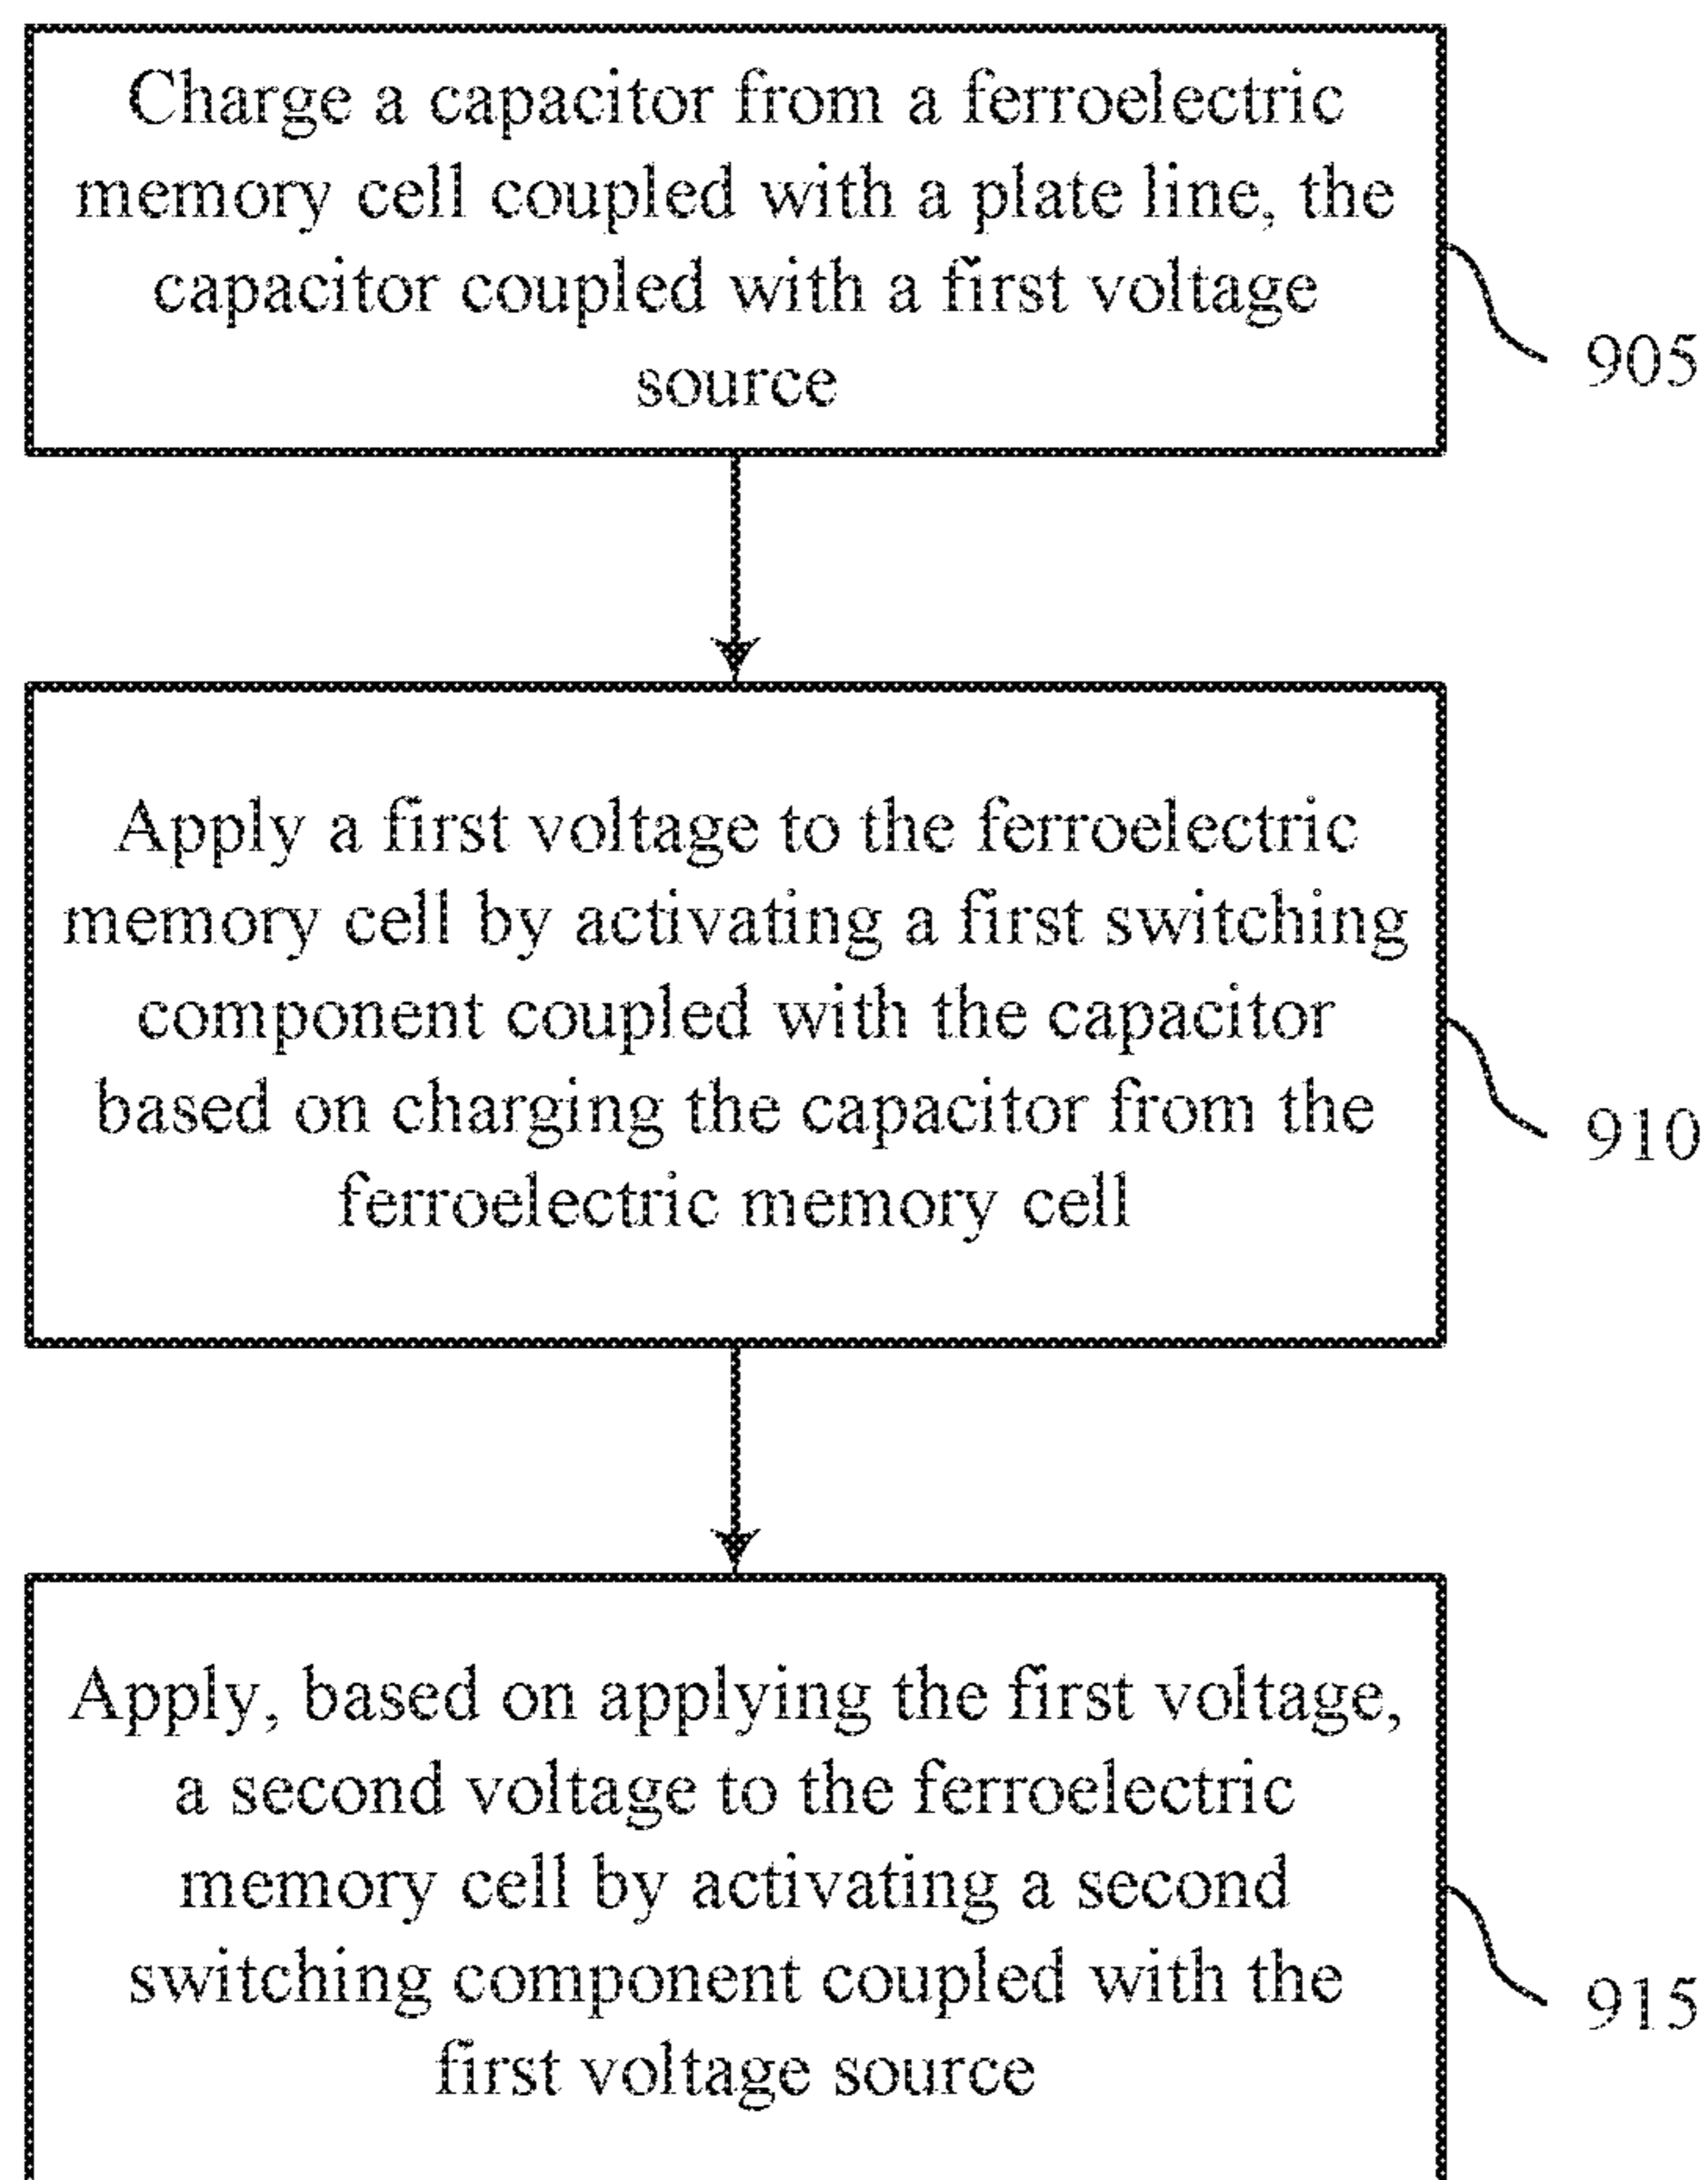 Charge a capacitor from a ferroelectric
memory cell coupled with a plate line, the
capacitor coupled with a first voltage
source
905
Apply a first voltage to the ferroelectric
memory cell by activating a first switching
component coupled with the capacitor
based on charging the capacitor from the
ferroelectric memory cell
910
Apply, based on applying the first voltage,
a second voltage to the ferroelectric
memory cell by activating a second
switching component coupled with the
first voltage source
915